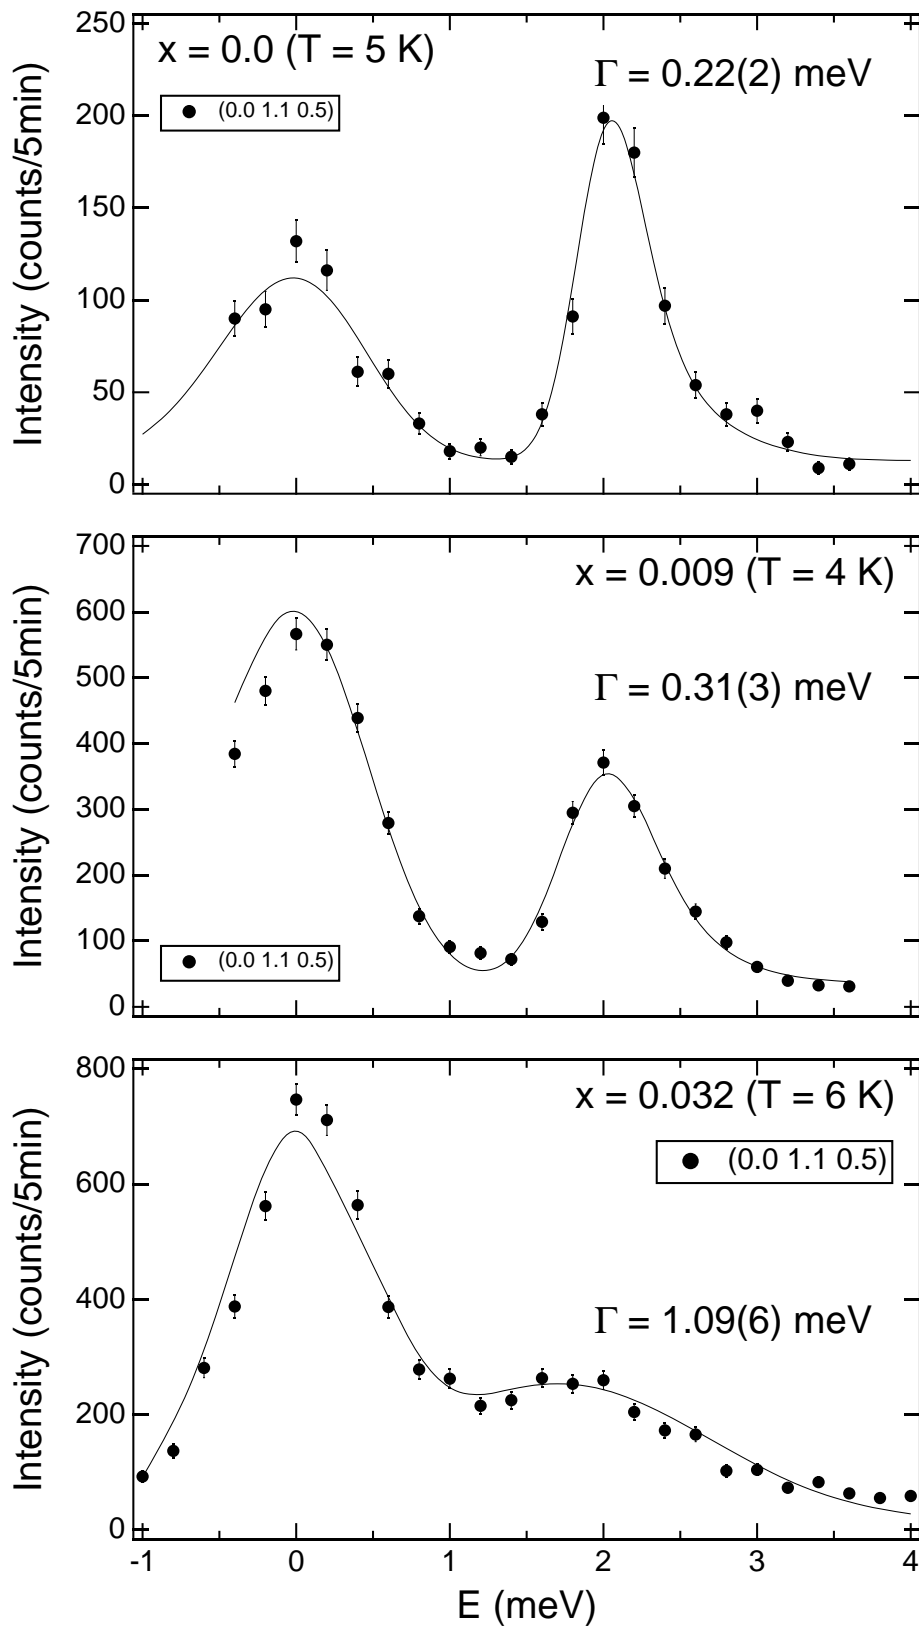 250
200
150
100
50
0
Intensity (counts/5min)
x = 0.0 (T = 5 K)
Γ = 0.22(2) meV
(0.0 1.1 0.5)
700
600
500
400
300
200
100
0
Intensity (counts/5min)
x = 0.009 (T = 4 K)
Γ = 0.31(3) meV
(0.0 1.1 0.5)
800
600
400
200
0
Intensity (counts/5min)
x = 0.032 (T = 6 K)
(0.0 1.1 0.5)
Γ = 1.09(6) meV
-1 0 1 2 3 4
E (meV)